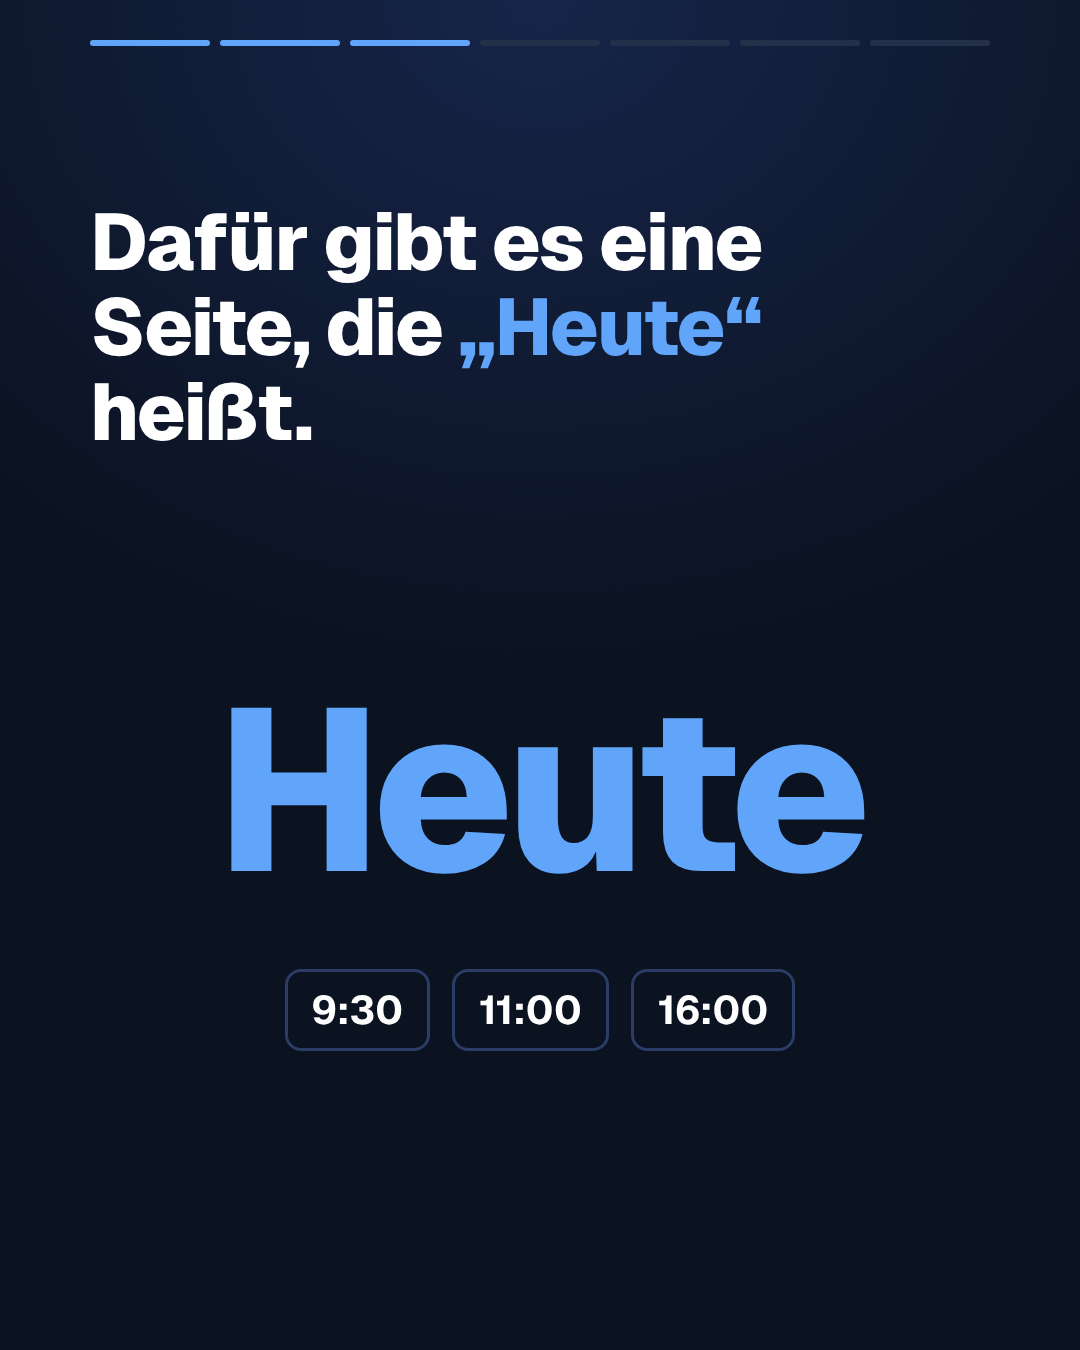 Dafür gibt es eine
Seite, die „Heute“
heißt.
Heute
9:30 11:00 16:00